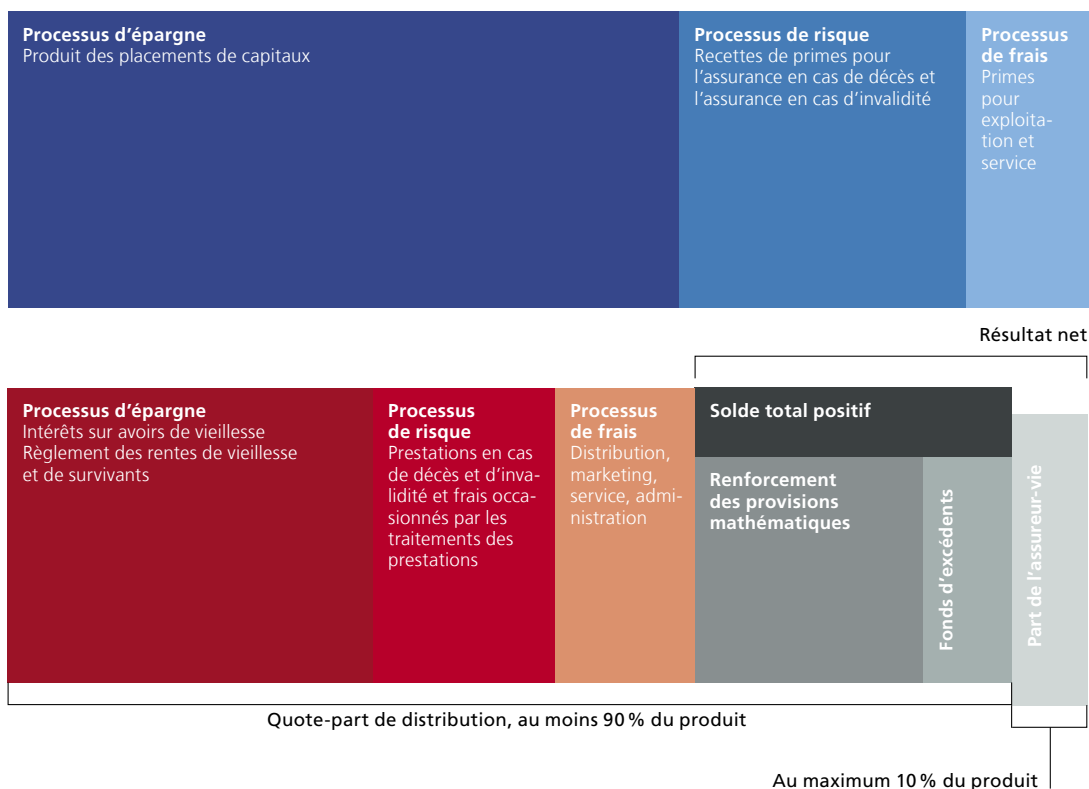 Processus d'épargne
Produit des placements de capitaux
Processus de risque
Recettes de primes pour
l'assurance en cas de décès et
l'assurance en cas d'invalidité
Processus
de frais
Primes
pour
exploita-
tion et
service
Résultat net
Processus d'épargne
Intérêts sur avoirs de vieillesse
Règlement des rentes de vieillesse
et de survivants
Processus
de risque
Prestations en cas
de décès et d'inva-
lidité et frais occa-
sionnés par les
traitements des
prestations
Processus
de frais
Distribution,
marketing,
service, admi-
nistration
Solde total positif
Renforcement
des provisions
mathématiques
Fonds d'excédents
Part de l'assureur-vie
Quote-part de distribution, au moins 90 % du produit
Au maximum 10 % du produit